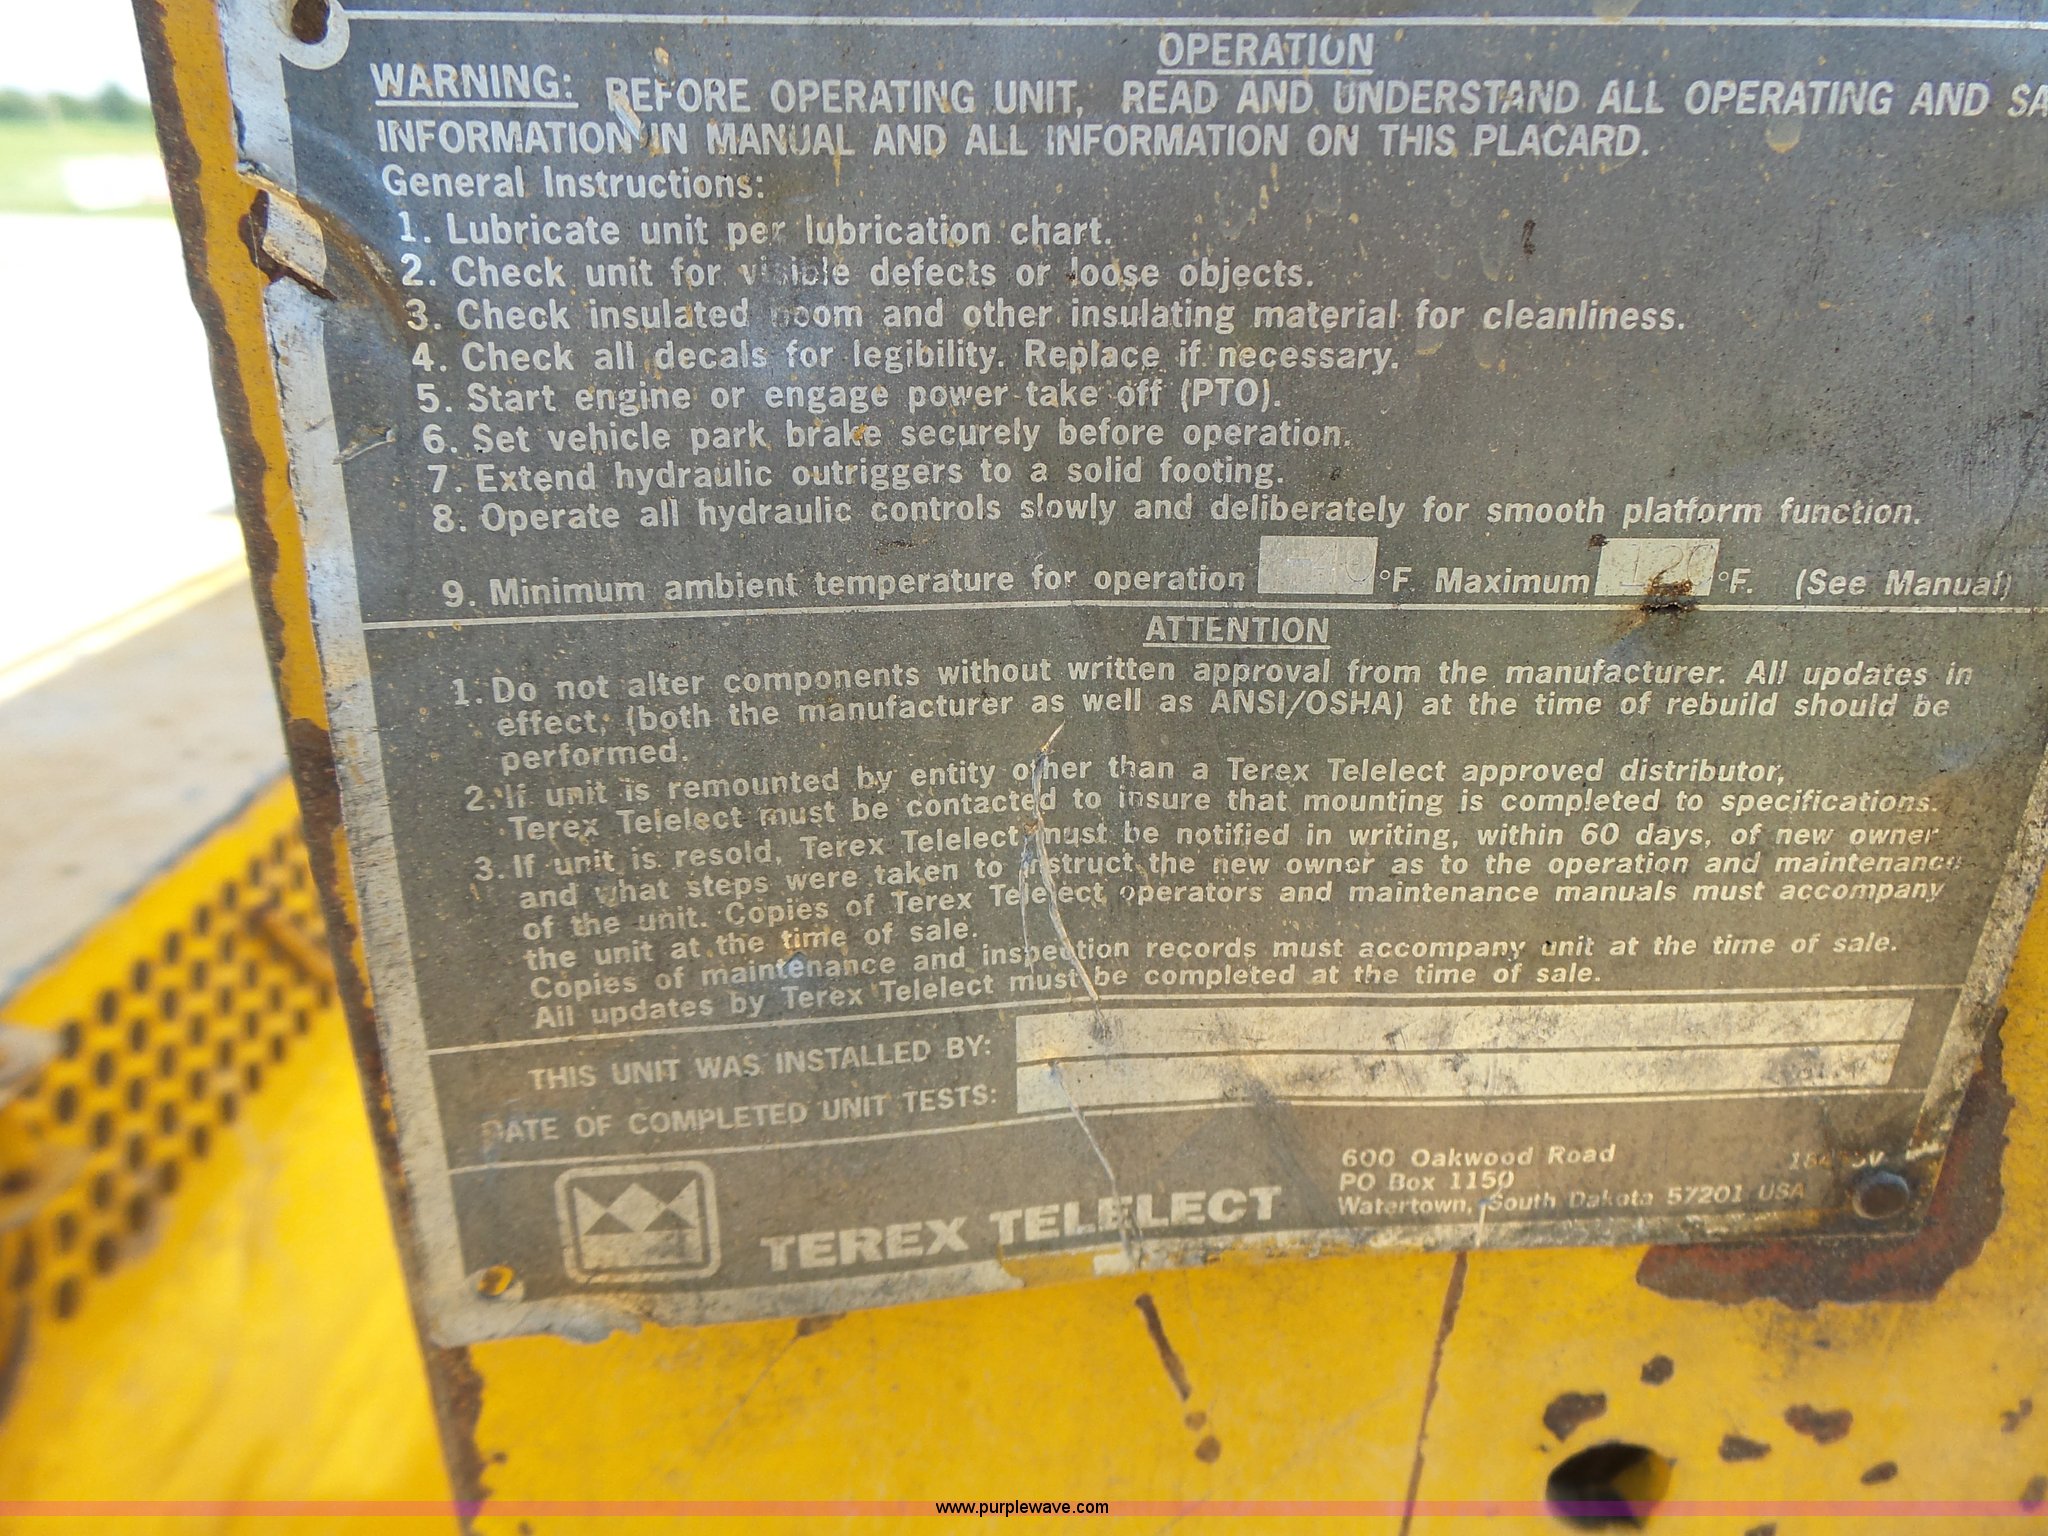 OPERATION
WARNING: BEFORE OPERATING UNIT, READ AND UNDERSTAND ALL OPERATING AND SA
INFORMATION IN MANUAL AND ALL INFORMATION ON THIS PLACARD.
General Instructions:
1. Lubricate unit per lubrication chart.
2. Check unit for visible defects or loose objects.
3. Check insulated boom and other insulating material for cleanliness.
4. Check all decals for legibility. Replace if necessary.
5. Start engine or engage power take off (PTO).
6. Set vehicle park brake securely before operation.
7. Extend hydraulic outriggers to a solid footing.
8. Operate all hydraulic controls slowly and deliberately for smooth platform function.
9. Minimum ambient temperature for operation -40 °F. Maximum 120 °F. (See Manual)
ATTENTION
1. Do not alter components without written approval from the manufacturer. All updates in
effect, (both the manufacturer as well as ANSI/OSHA) at the time of rebuild should be
performed.
2. If unit is remounted by entity other than a Terex Telelect approved distributor,
Terex Telelect must be contacted to insure that mounting is completed to specifications.
3. If unit is resold, Terex Telelect must be notified in writing, within 60 days, of new owner
and what steps were taken to instruct the new owner as to the operation and maintenance
of the unit. Copies of Terex Telelect operators and maintenance manuals must accompany
the unit at the time of sale.
Copies of maintenance and inspection records must accompany unit at the time of sale.
All updates by Terex Telelect must be completed at the time of sale.
THIS UNIT WAS INSTALLED BY:
DATE OF COMPLETED UNIT TESTS:
TEREX TELELECT
600 Oakwood Road
PO Box 1150
Watertown, South Dakota 57201 USA
www.purplewave.com